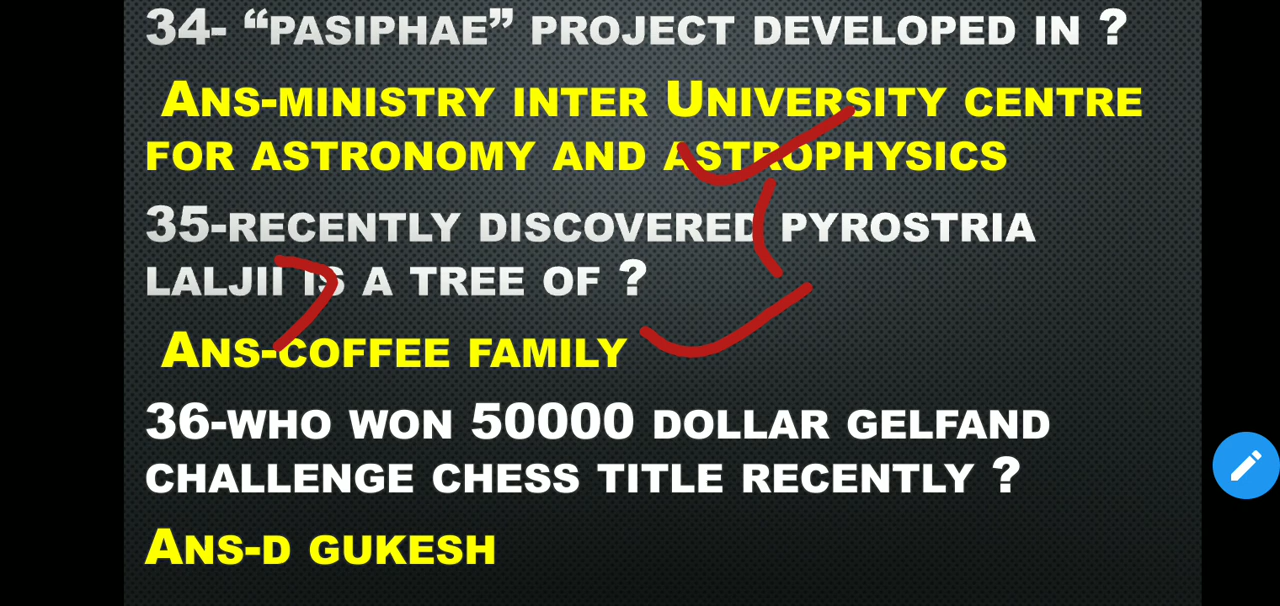 34- “PASIPHAE” PROJECT DEVELOPED IN ?
ANS-MINISTRY INTER UNIVERSITY CENTRE
FOR ASTRONOMY AND ASTROPHYSICS
35-RECENTLY DISCOVERED PYROSTRIA
LALJII IS A TREE OF ?
ANS-COFFEE FAMILY
36-WHO WON 50000 DOLLAR GELFAND
CHALLENGE CHESS TITLE RECENTLY ?
ANS-D GUKESH